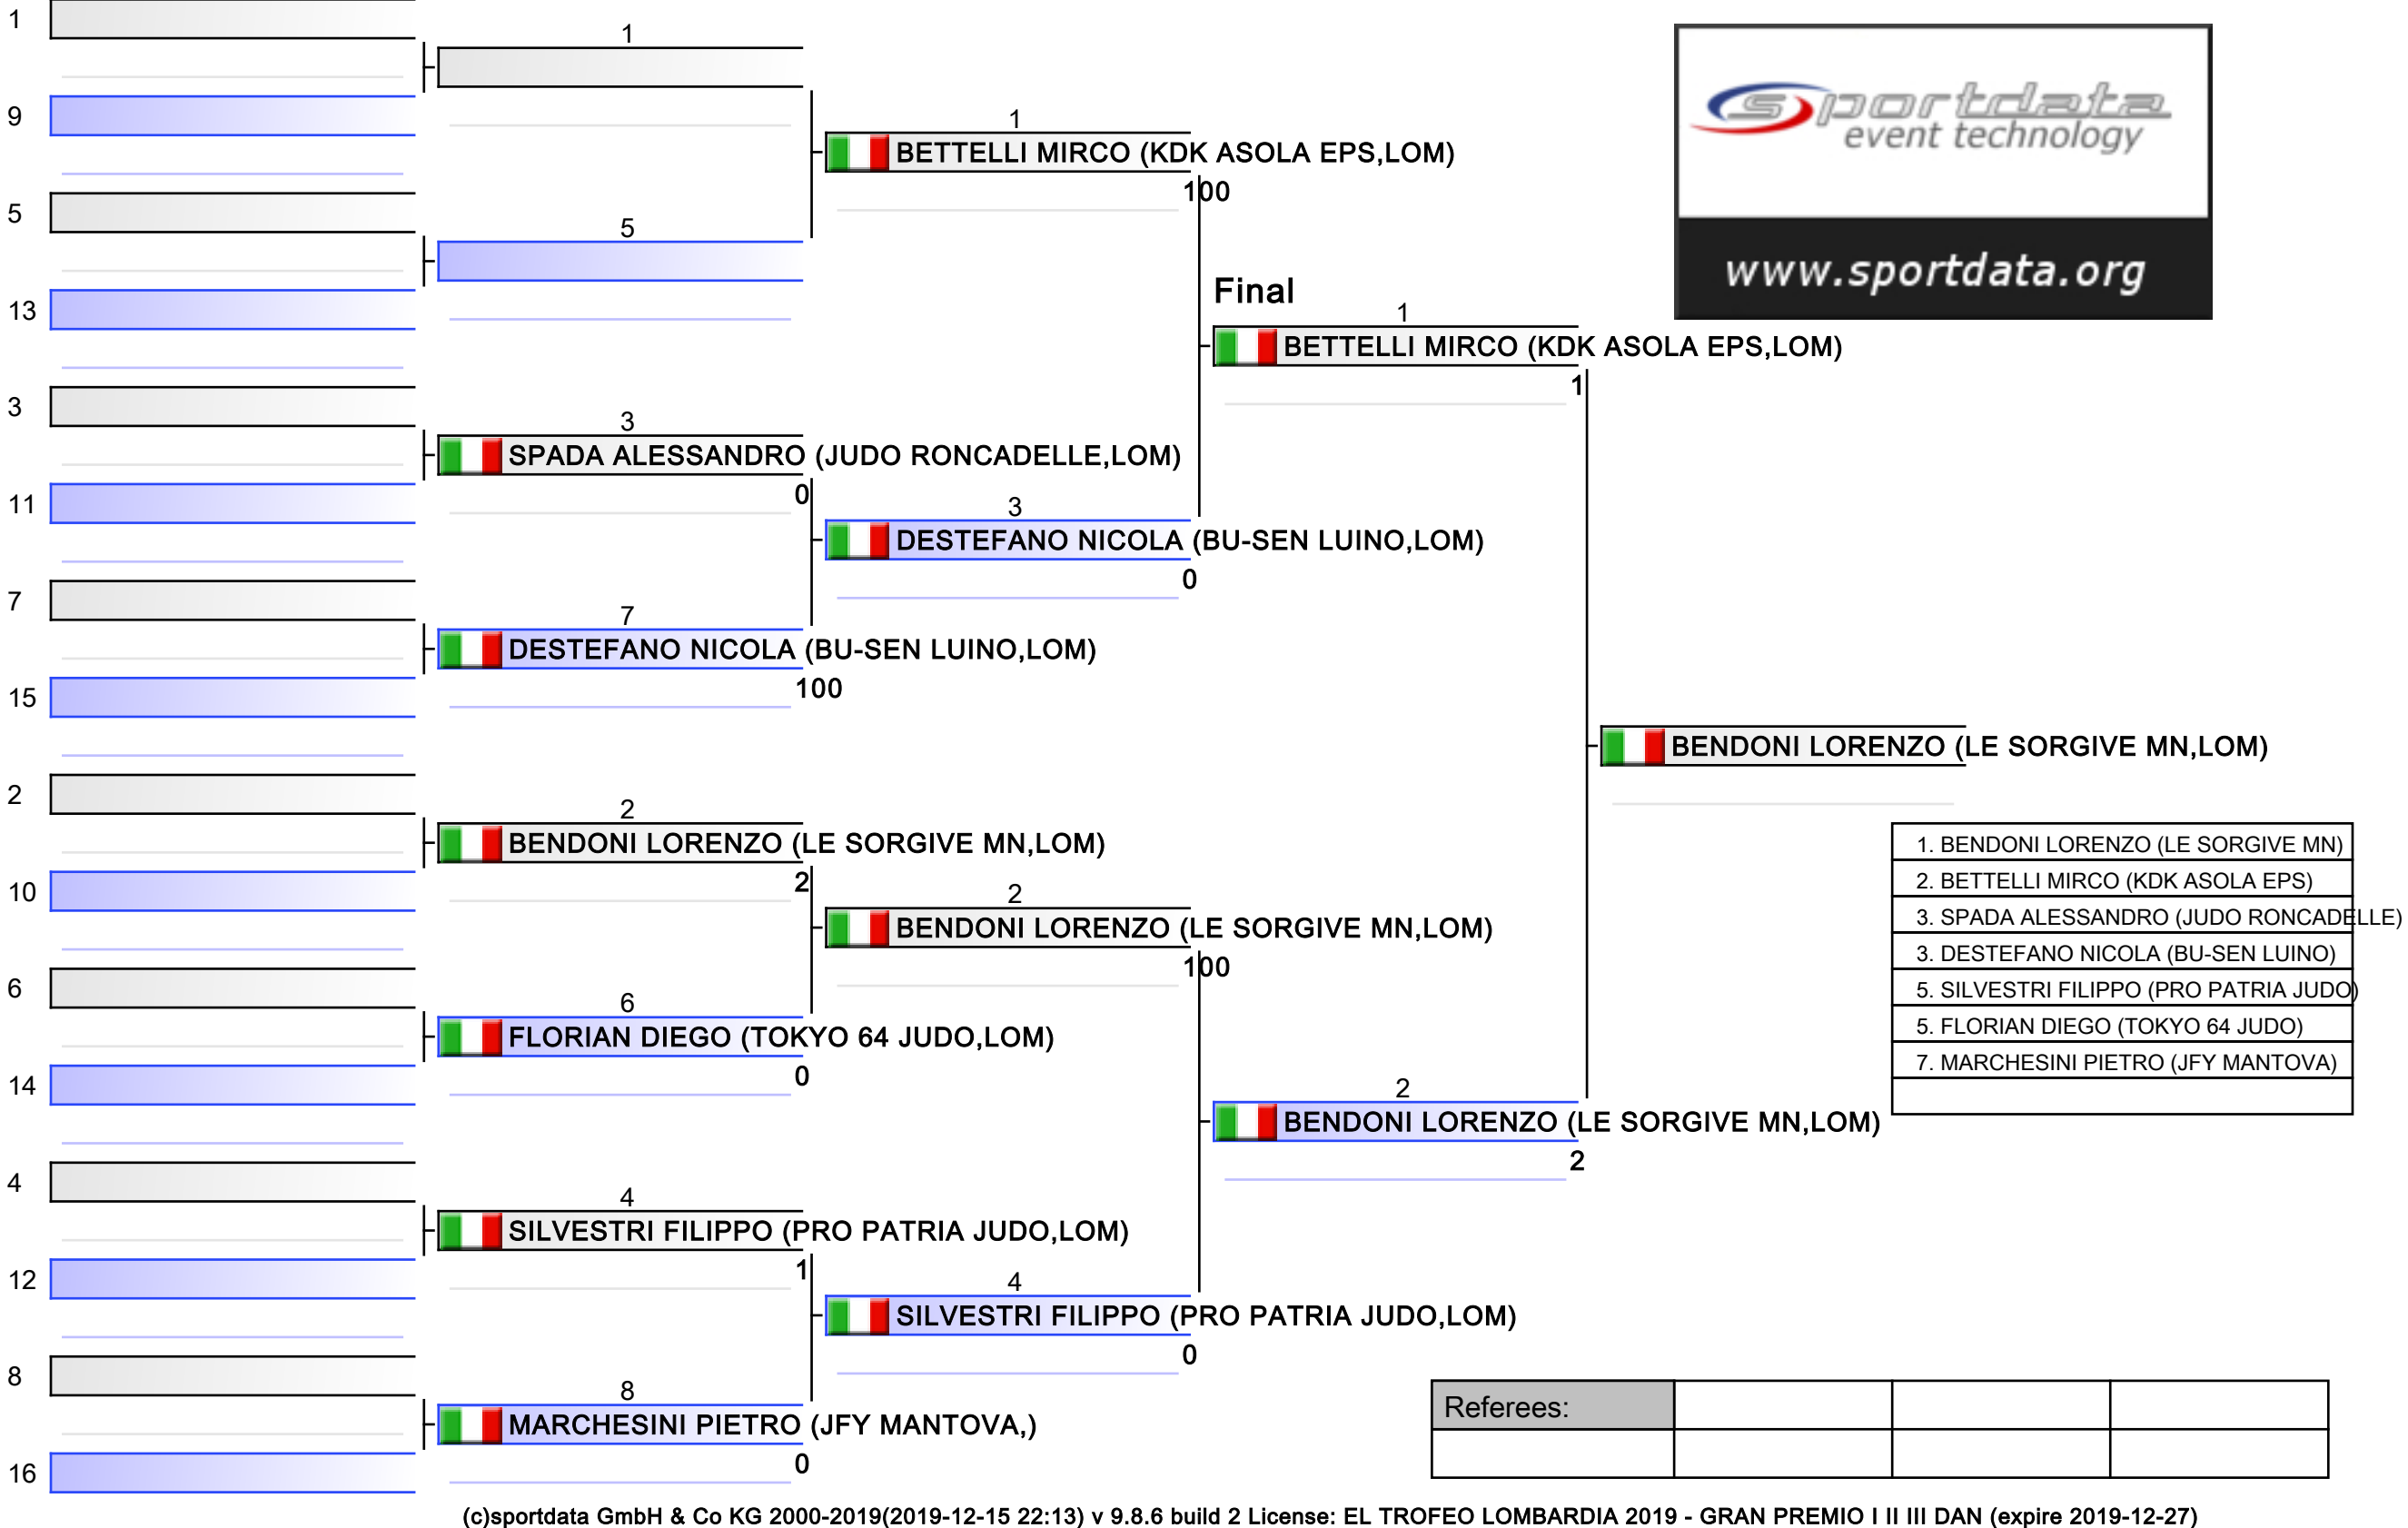 1
9
5
13
3
11
7
15
2
10
6
14
4
12
8
16
1
5
3
SPADA ALESSANDRO (JUDO RONCADELLE,LOM)
0
7
DESTEFANO NICOLA (BU-SEN LUINO,LOM)
100
2
BENDONI LORENZO (LE SORGIVE MN,LOM)
2
6
FLORIAN DIEGO (TOKYO 64 JUDO,LOM)
0
4
SILVESTRI FILIPPO (PRO PATRIA JUDO,LOM)
1
8
MARCHESINI PIETRO (JFY MANTOVA,)
0
1
BETTELLI MIRCO (KDK ASOLA EPS,LOM)
100
3
DESTEFANO NICOLA (BU-SEN LUINO,LOM)
0
2
BENDONI LORENZO (LE SORGIVE MN,LOM)
100
4
SILVESTRI FILIPPO (PRO PATRIA JUDO,LOM)
0
Final
1
BETTELLI MIRCO (KDK ASOLA EPS,LOM)
1
2
BENDONI LORENZO (LE SORGIVE MN,LOM)
2
BENDONI LORENZO (LE SORGIVE MN,LOM)
sportdata
event technology
www.sportdata.org
1. BENDONI LORENZO (LE SORGIVE MN)
2. BETTELLI MIRCO (KDK ASOLA EPS)
3. SPADA ALESSANDRO (JUDO RONCADELLE)
3. DESTEFANO NICOLA (BU-SEN LUINO)
5. SILVESTRI FILIPPO (PRO PATRIA JUDO)
5. FLORIAN DIEGO (TOKYO 64 JUDO)
7. MARCHESINI PIETRO (JFY MANTOVA)
Referees:
(c)sportdata GmbH & Co KG 2000-2019(2019-12-15 22:13) v 9.8.6 build 2 License: EL TROFEO LOMBARDIA 2019 - GRAN PREMIO I II III DAN (expire 2019-12-27)